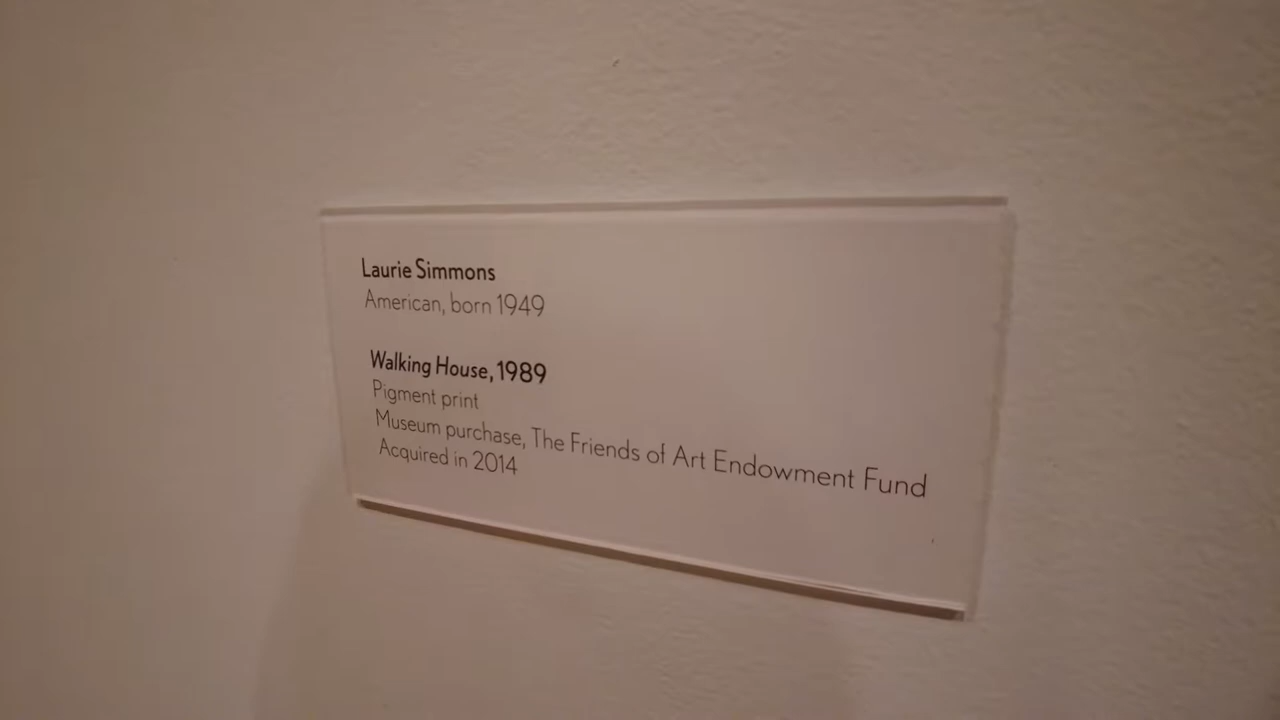 Laurie Simmons
American, born 1949
Walking House, 1989
Pigment print
Museum purchase, The Friends of Art Endowment Fund
Acquired in 2014